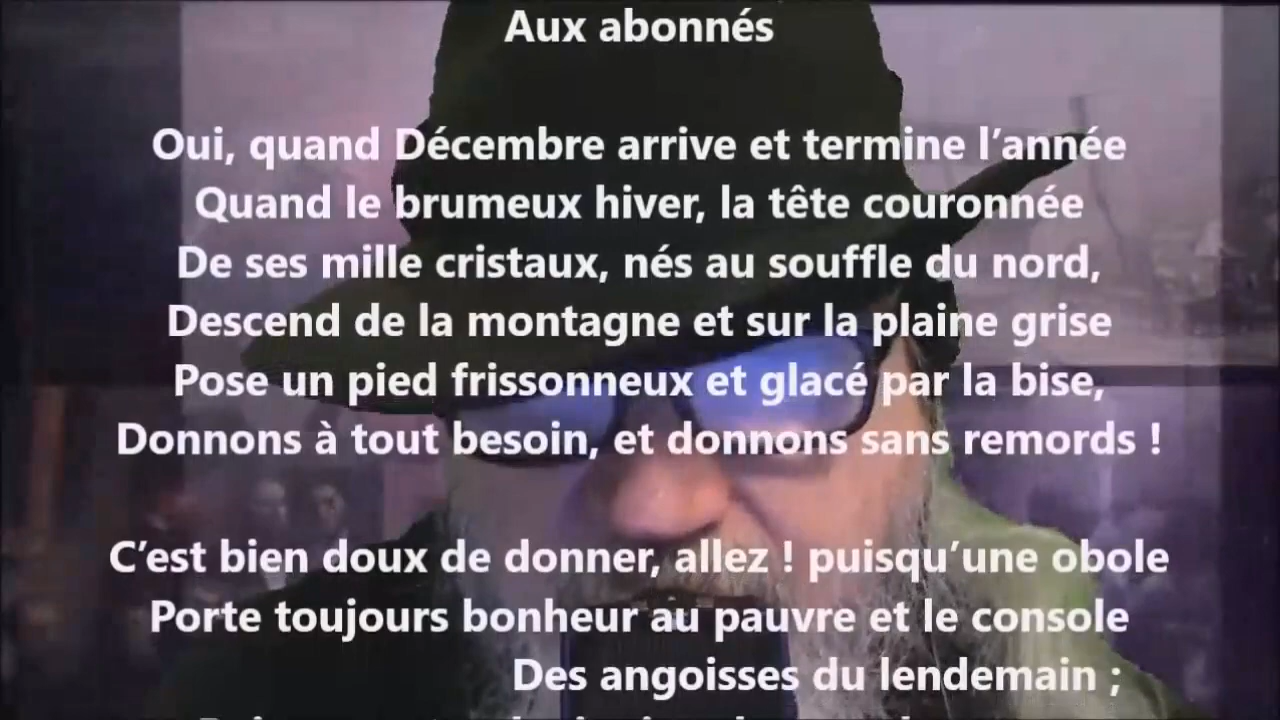 Aux abonnés
Oui, quand Décembre arrive et termine l’année
Quand le brumeux hiver, la tête couronnée
De ses mille cristaux, nés au souffle du nord,
Descend de la montagne et sur la plaine grise
Pose un pied frissonneux et glacé par la bise,
Donnons à tout besoin, et donnons sans remords !
C’est bien doux de donner, allez ! puisqu’une obole
Porte toujours bonheur au pauvre et le console
Des angoisses du lendemain ;